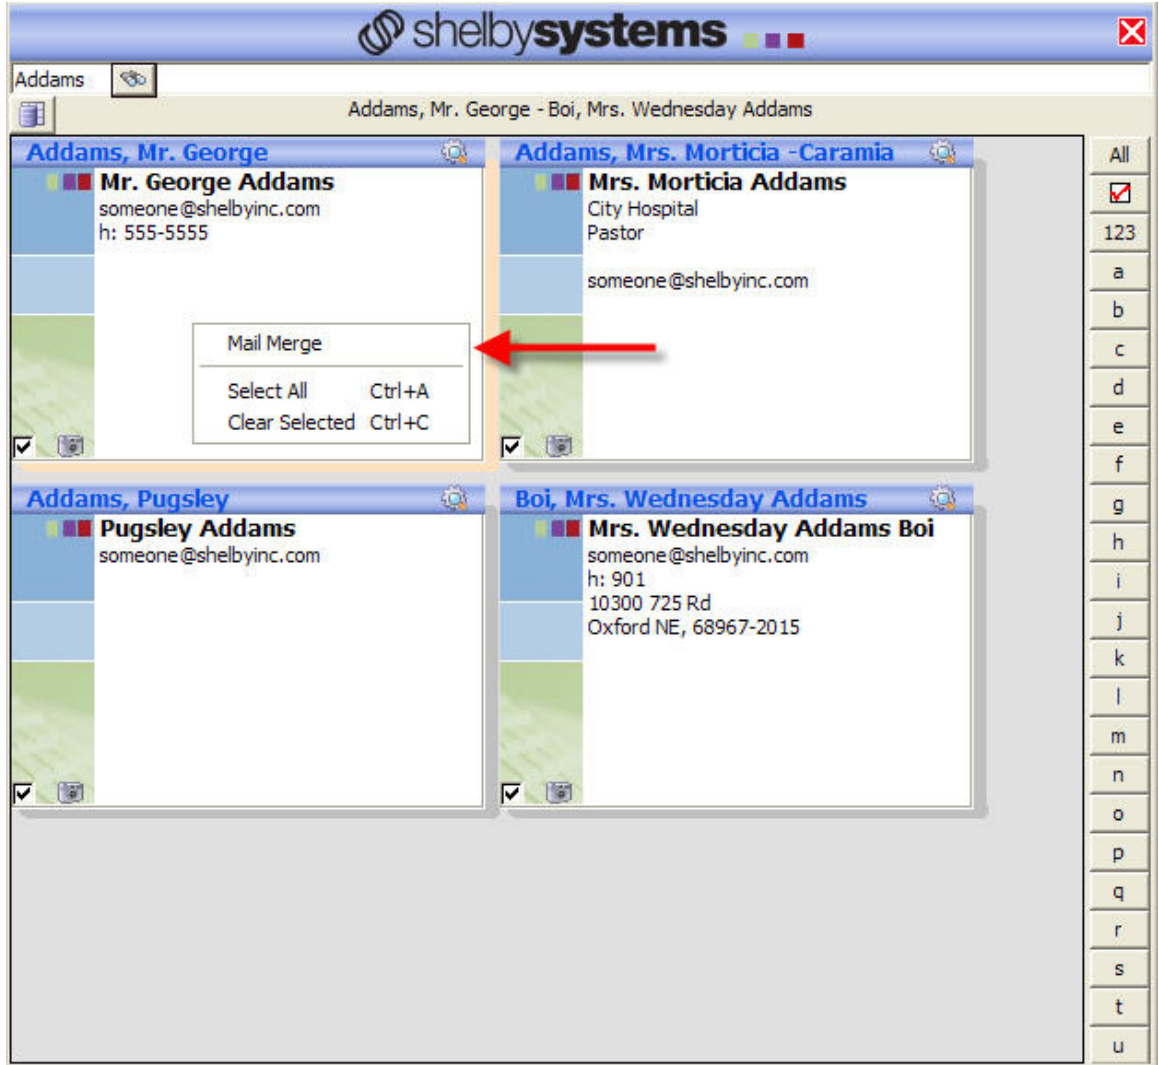 shelbysystems
Addams
Addams, Mr. George - Boi, Mrs. Wednesday Addams
Addams, Mr. George
Mr. George Addams
someone@shelbyinc.com
h: 555-5555
Mail Merge
Select All Ctrl+A
Clear Selected Ctrl+C
Addams, Mrs. Morticia -Caramia
Mrs. Morticia Addams
City Hospital
Pastor
someone@shelbyinc.com
Addams, Pugsley
Pugsley Addams
someone@shelbyinc.com
Boi, Mrs. Wednesday Addams
Mrs. Wednesday Addams Boi
someone@shelbyinc.com
h: 901
10300 725 Rd
Oxford NE, 68967-2015
All
123
a
b
c
d
e
f
g
h
i
j
k
l
m
n
o
p
q
r
s
t
u